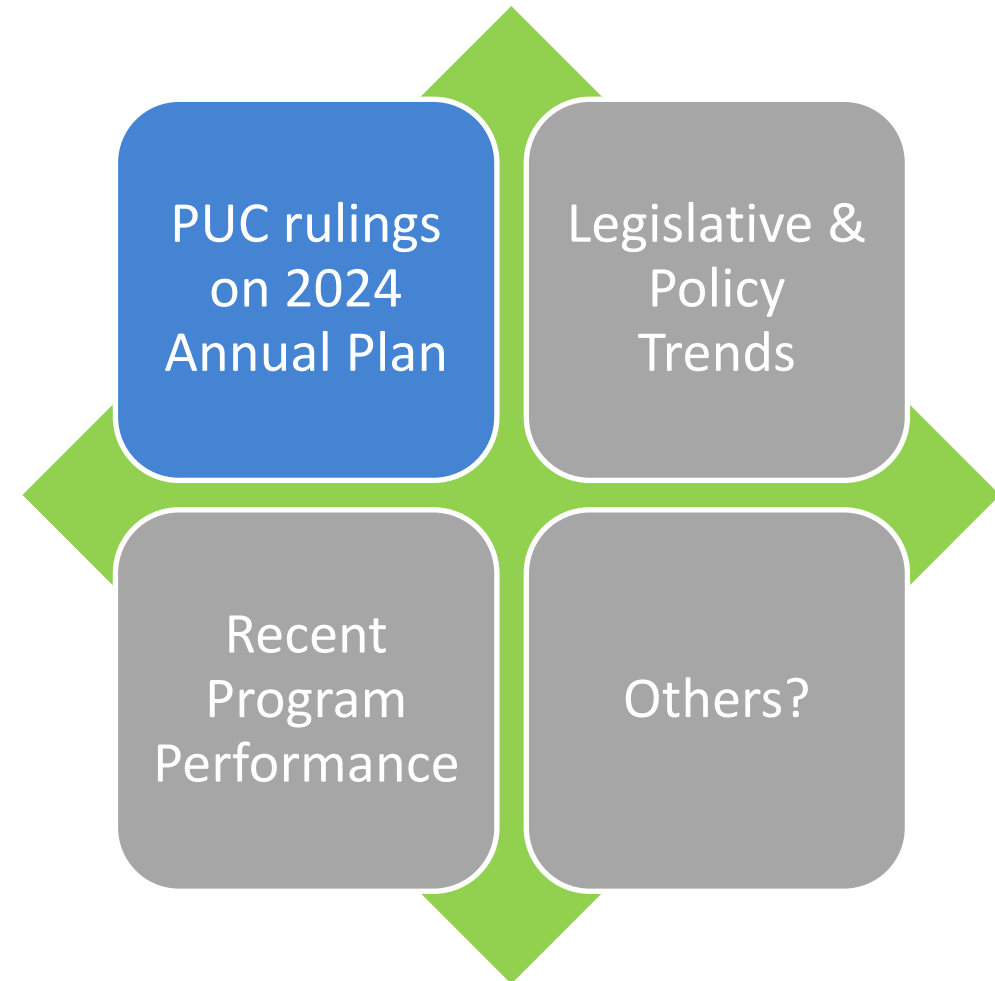 PUC rulings
on 2024
Annual Plan
Legislative &
Policy
Trends
Recent
Program
Performance
Others?